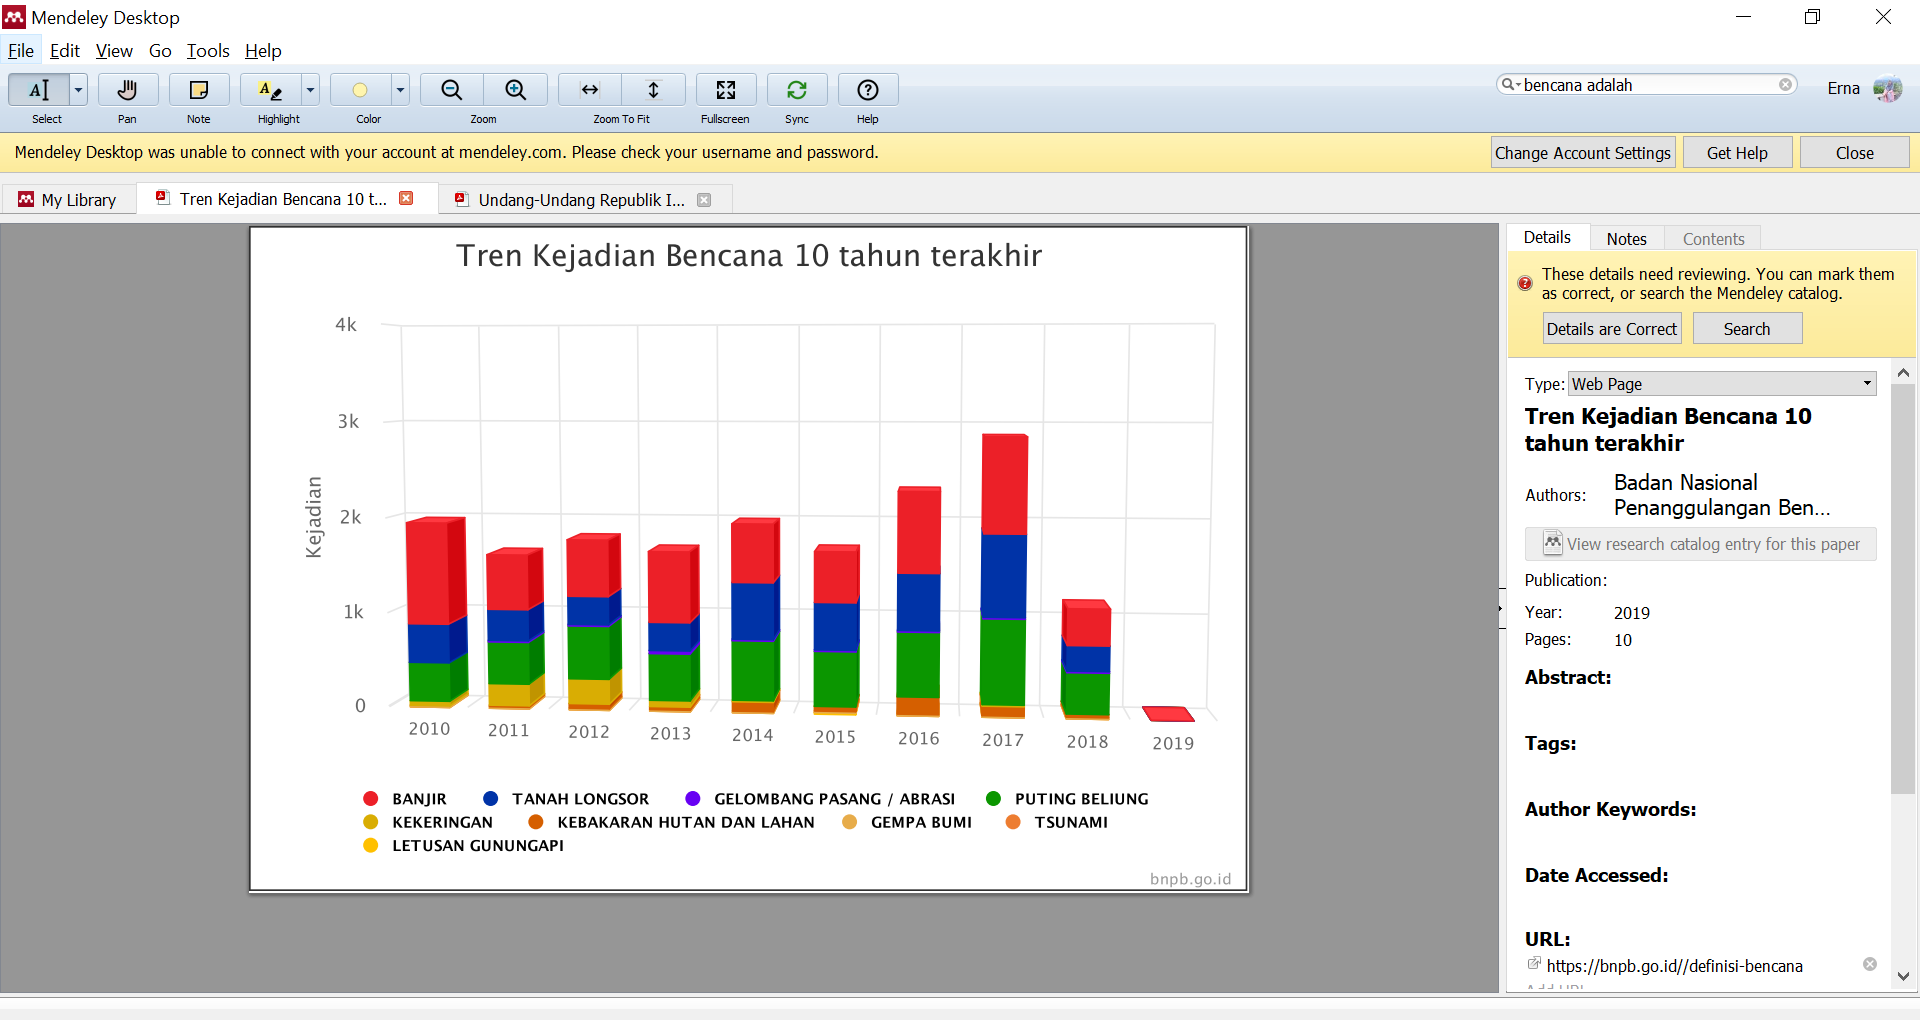 Mendeley Desktop
File Edit View Go Tools Help
bencana adalah
Erna
Select Pan Note Highlight Color Zoom Zoom To Fit Fullscreen Sync Help
Mendeley Desktop was unable to connect with your account at mendeley.com. Please check your username and password.
Change Account Settings Get Help Close
My Library Tren Kejadian Bencana 10 t... Undang-Undang Republik I...
Tren Kejadian Bencana 10 tahun terakhir
4k
3k
2k
1k
0
Kejadian
2010 2011 2012 2013 2014 2015 2016 2017 2018 2019
BANJIR TANAH LONGSOR GELOMBANG PASANG / ABRASI PUTING BELIUNG
KEKERINGAN KEBAKARAN HUTAN DAN LAHAN GEMPA BUMI TSUNAMI
LETUSAN GUNUNGAPI
bnpb.go.id
Details Notes Contents
These details need reviewing. You can mark them
as correct, or search the Mendeley catalog.
Details are Correct Search
Type: Web Page
Tren Kejadian Bencana 10
tahun terakhir
Authors: Badan Nasional
Penanggulangan Ben...
View research catalog entry for this paper
Publication:
Year: 2019
Pages: 10
Abstract:
Tags:
Author Keywords:
Date Accessed:
URL:
https://bnpb.go.id//definisi-bencana